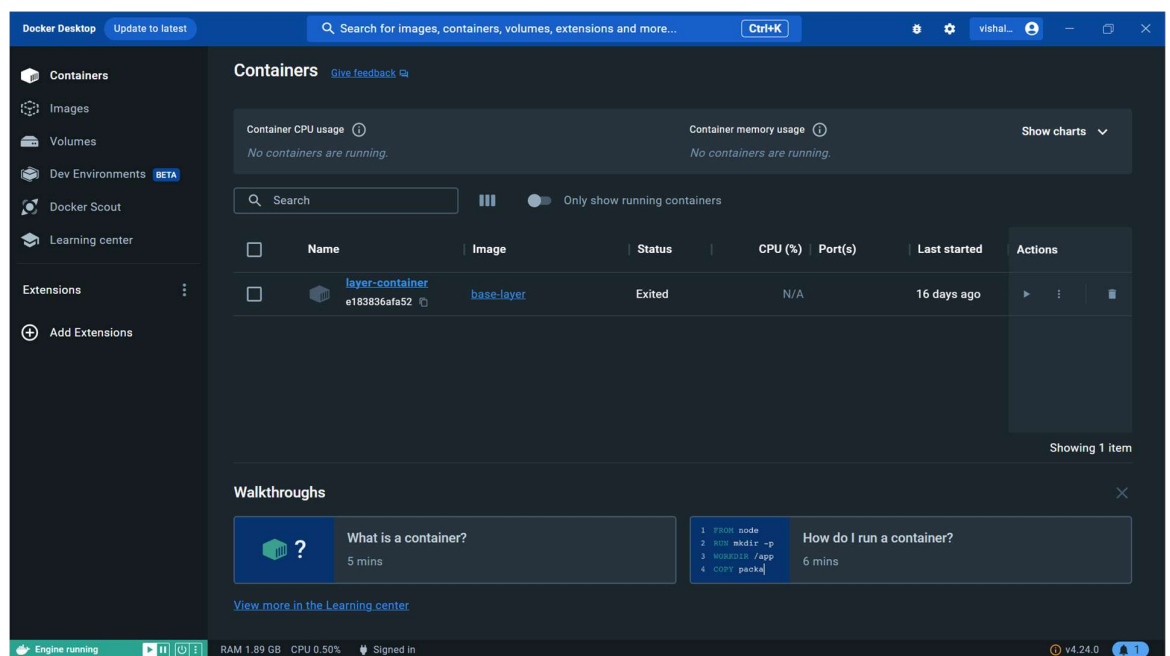 Docker Desktop Update to latest Search for images, containers, volumes, extensions and more... Ctrl+K vishal...
Containers
Images
Volumes
Dev Environments BETA
Docker Scout
Learning center
Extensions
Add Extensions
Containers Give feedback
Container CPU usage
No containers are running.
Container memory usage
No containers are running.
Show charts
Search
Only show running containers
Name Image Status CPU (%) Port(s) Last started Actions
layer-container
e183836afa52
base-layer Exited N/A 16 days ago
Showing 1 item
Walkthroughs
?
What is a container?
5 mins
1 FROM node
2 RUN mkdir -p
3 WORKDIR /app
4 COPY packa
How do I run a container?
6 mins
View more in the Learning center
Engine running RAM 1.89 GB CPU 0.50% Signed in v4.24.0 1